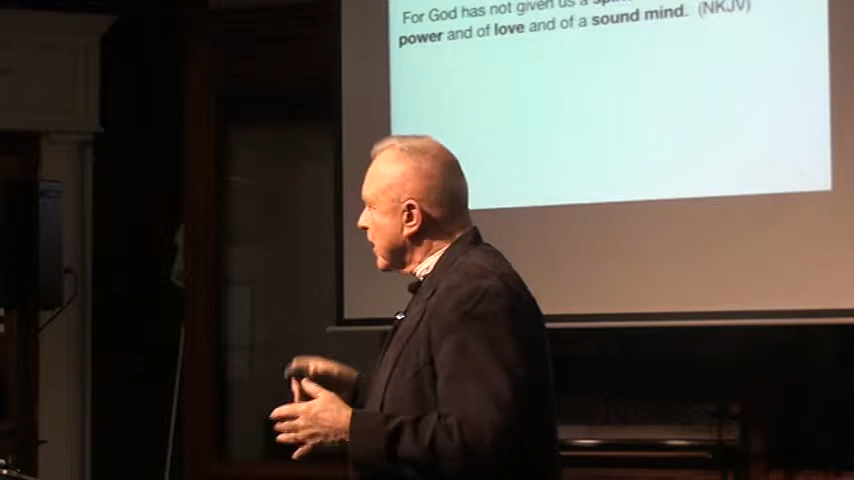 For God has not given us a
power and of love and of a sound mind. (NKJV)